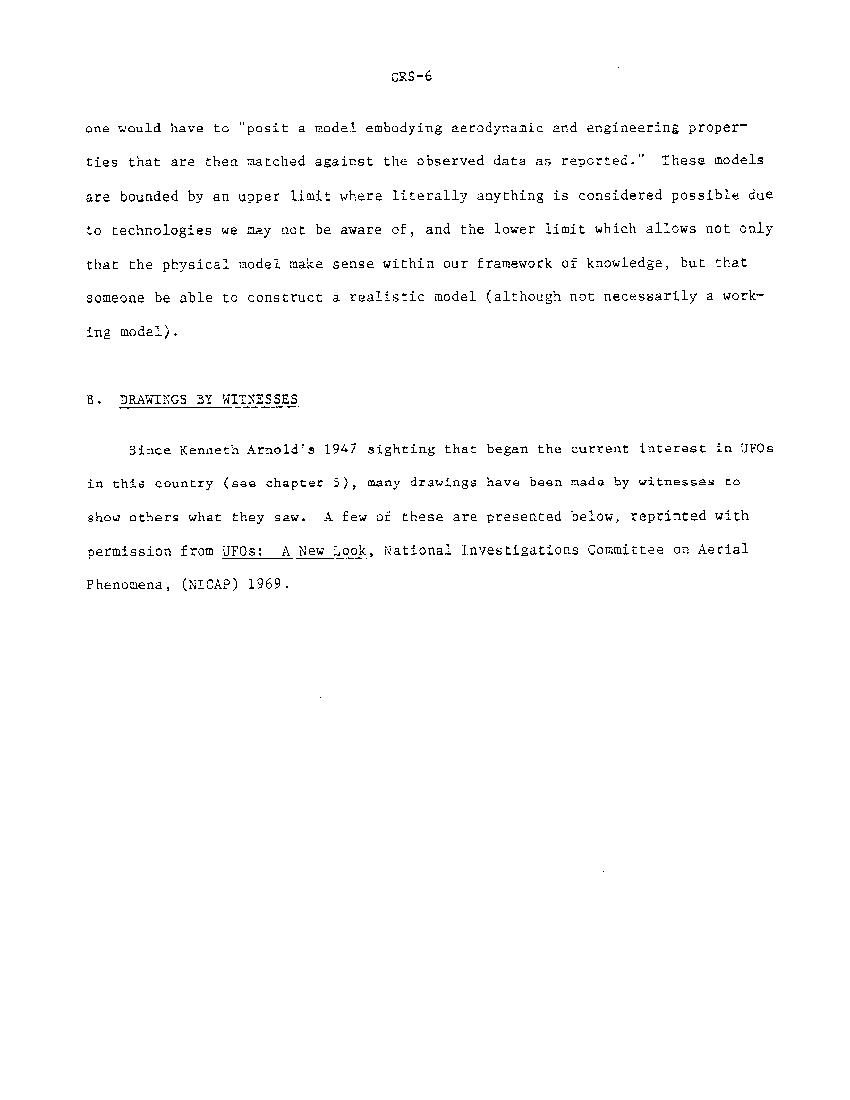 CRS-6
one would have to "posit a model embodying aerodynamic and engineering proper-
ties that are then matched against the observed data as reported." These models
are bounded by an upper limit where literally anything is considered possible due
to technologies we may not be aware of, and the lower limit which allows not only
that the physical model make sense within our framework of knowledge, but that
someone be able to construct a realistic model (although not necessarily a work-
ing model).
B. DRAWINGS BY WITNESSES
Since Kenneth Arnold's 1947 sighting that began the current interest in UFOs
in this country (see chapter 5), many drawings have been made by witnesses to
show others what they saw. A few of these are presented below, reprinted with
permission from UFOs: A New Look, National Investigations Committee on Aerial
Phenomena, (NICAP) 1969.